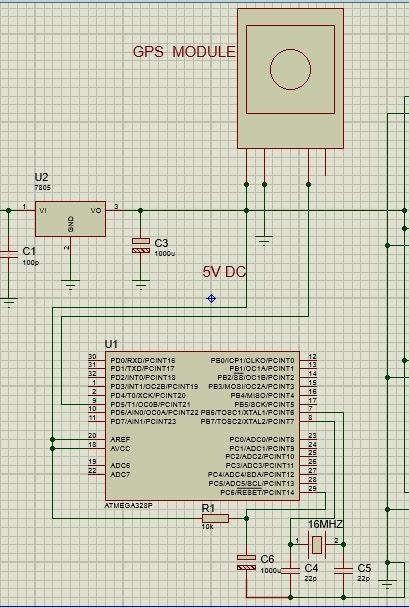 GPS MODULE
U2
7805
1
VI
VO
3
GND
2
C1
100p
C3
1000u
5V DC
U1
30 PD0/RXD/PCINT16 PB0/ICP1/CLKO/PCINT0 12
31 PD1/TXD/PCINT17 PB1/OC1A/PCINT1 13
32 PD2/INT0/PCINT18 PB2/SS/OC1B/PCINT2 14
1 PD3/INT1/OC2B/PCINT19 PB3/MOSI/OC2A/PCINT3 15
2 PD4/T0/XCK/PCINT20 PB4/MISO/PCINT4 16
9 PD5/T1/OC0B/PCINT21 PB5/SCK/PCINT5 17
10 PD6/AIN0/OC0A/PCINT22 PB6/TOSC1/XTAL1/PCINT6 7
11 PD7/AIN1/PCINT23 PB7/TOSC2/XTAL2/PCINT7 8
20 AREF PC0/ADC0/PCINT8 23
18 AVCC PC1/ADC1/PCINT9 24
PC2/ADC2/PCINT10 25
19 ADC6 PC3/ADC3/PCINT11 26
22 ADC7 PC4/ADC4/SDA/PCINT12 27
PC5/ADC5/SCL/PCINT13 28
PC6/RESET/PCINT14 29
ATMEGA328P
R1
10k
16MHZ
1
2
C6
1000u
C4
22p
C5
22p